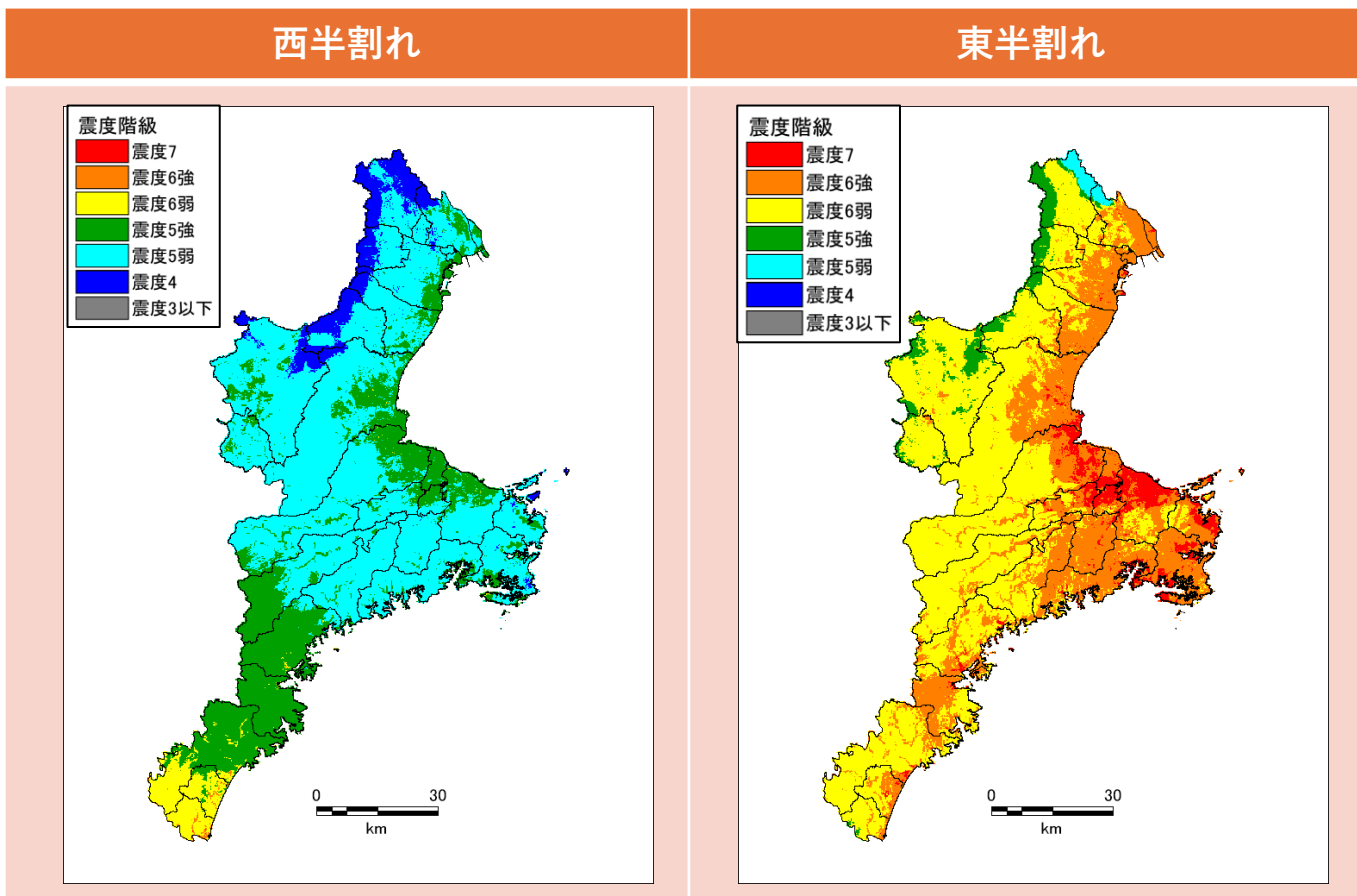 西半割れ
東半割れ
震度階級
震度7
震度6強
震度6弱
震度5強
震度5弱
震度4
震度3以下
0 30
km
震度階級
震度7
震度6強
震度6弱
震度5強
震度5弱
震度4
震度3以下
0 30
km